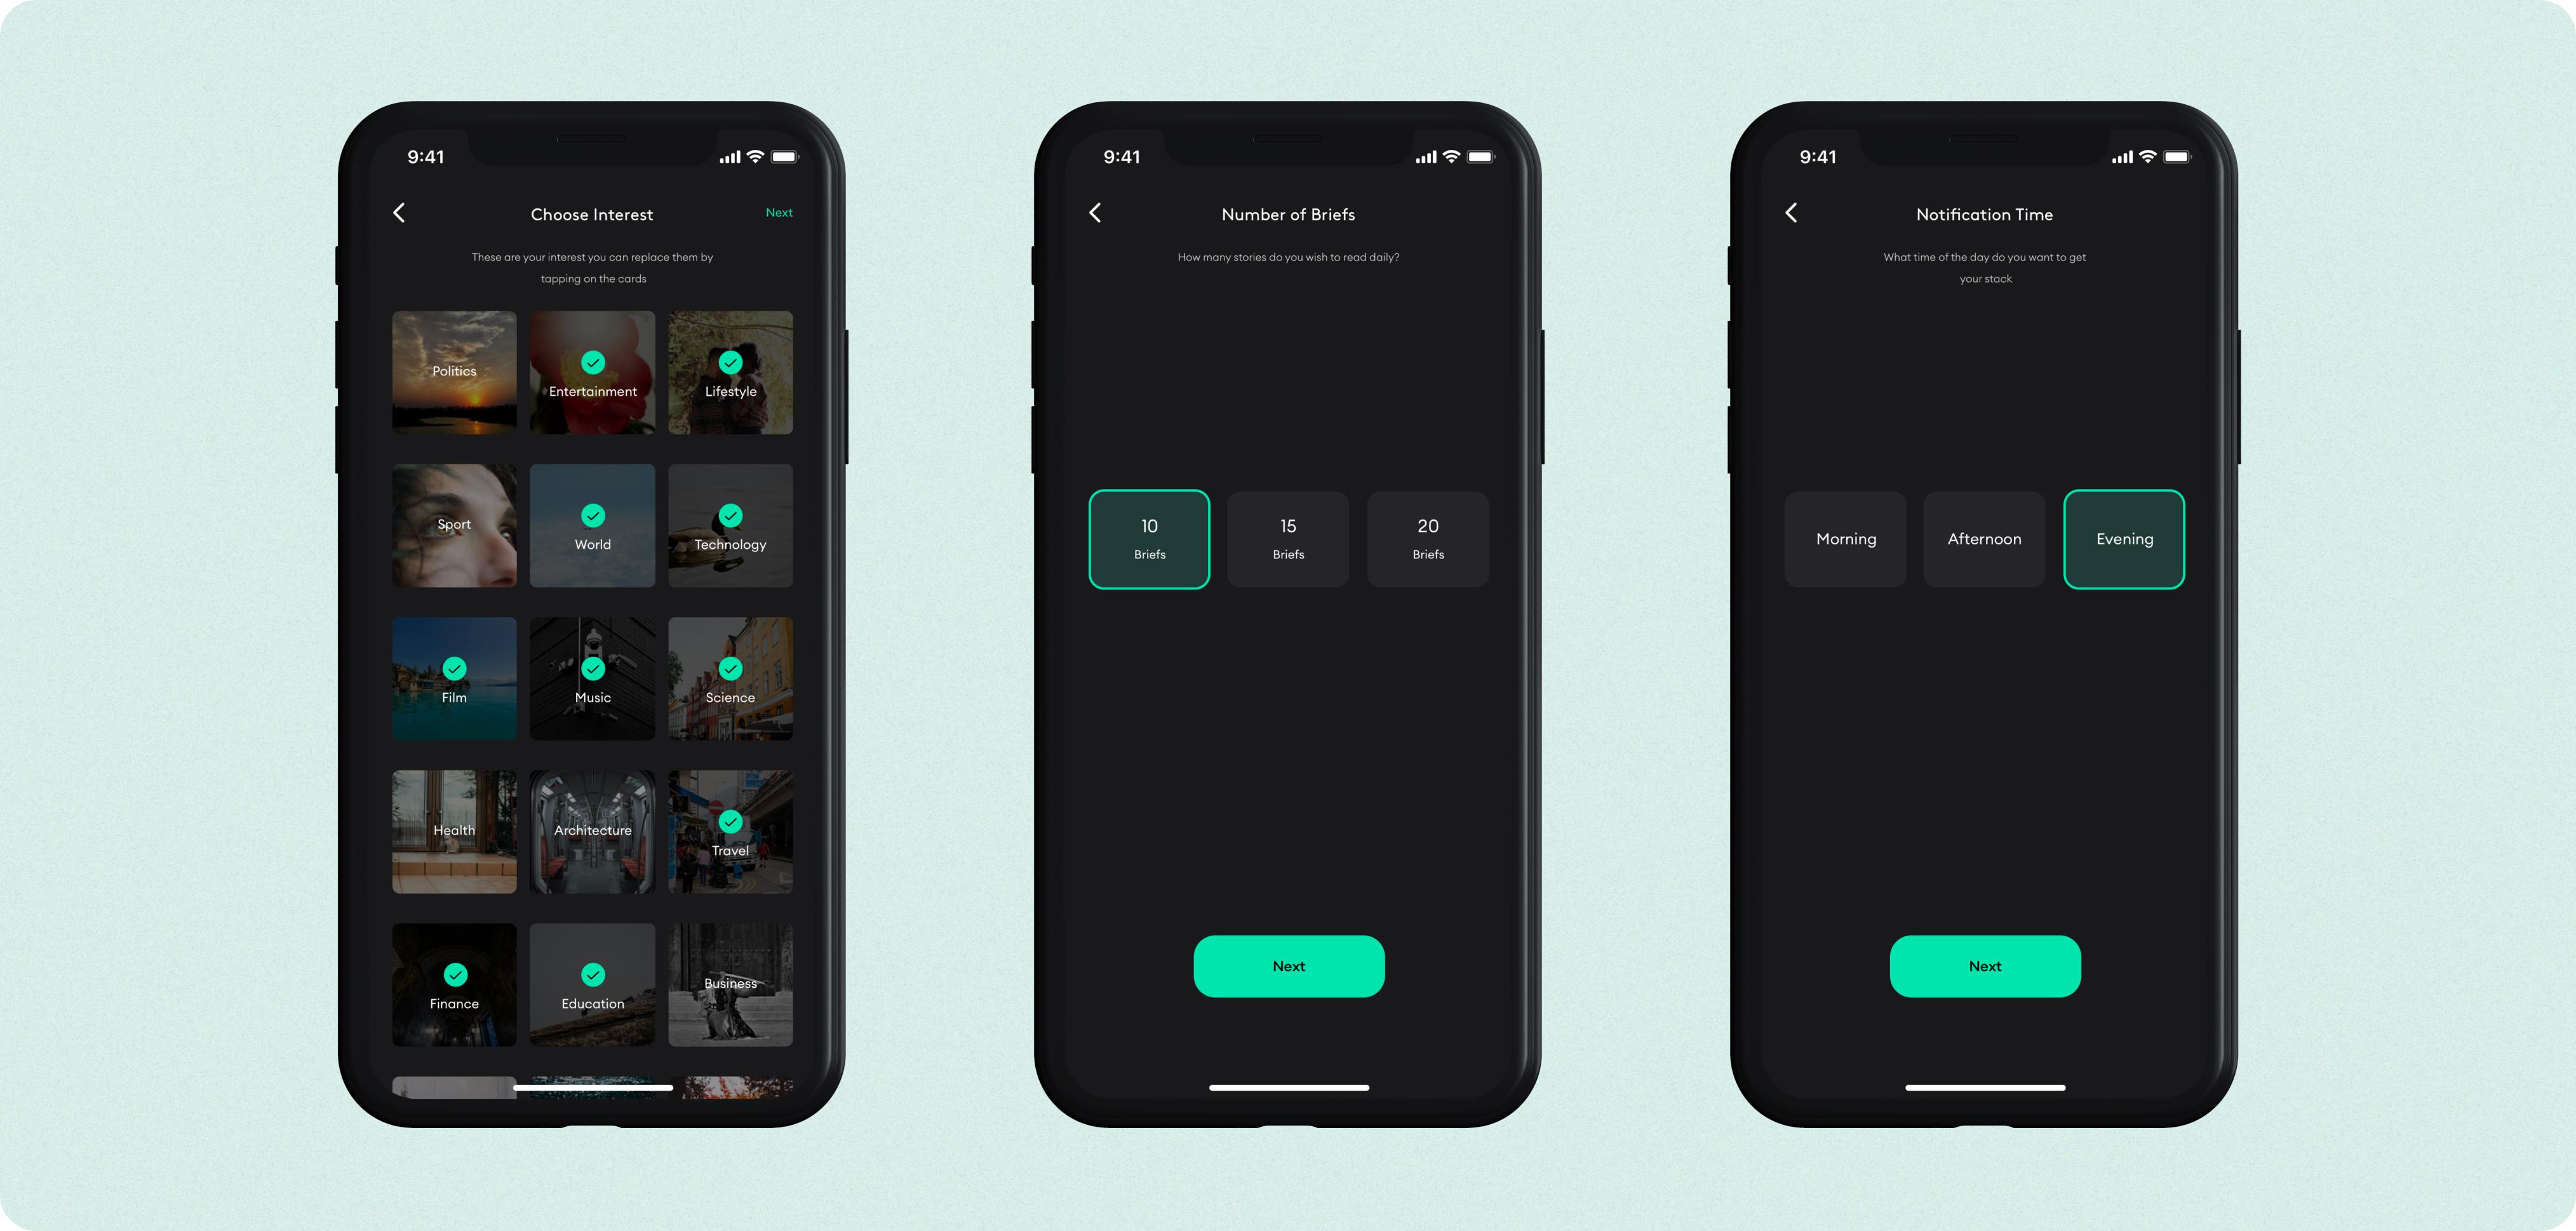 9:41
Choose Interest
Next
These are your interest you can replace them by
tapping on the cards
Politics
Entertainment
Lifestyle
Sport
World
Technology
Film
Music
Science
Health
Architecture
Travel
Finance
Education
Business
9:41
Number of Briefs
How many stories do you wish to read daily?
10
Briefs
15
Briefs
20
Briefs
Next
9:41
Notification Time
What time of the day do you want to get
your stack
Morning
Afternoon
Evening
Next